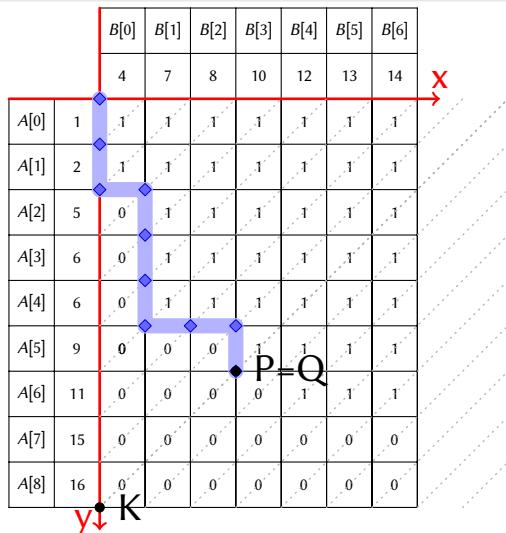 B[0] B[1] B[2] B[3] B[4] B[5] B[6]
4 7 8 10 12 13 14
x
A[0] 1 1 1 1 1 1 1 1
A[1] 2 1 1 1 1 1 1 1
A[2] 5 0 1 1 1 1 1 1
A[3] 6 0 1 1 1 1 1 1
A[4] 6 0 1 1 1 1 1 1
A[5] 9 0 0 0 1 1 1 1
P=Q
A[6] 11 0 0 0 0 1 1 1
A[7] 15 0 0 0 0 0 0 0
A[8] 16 0 0 0 0 0 0 0
y K